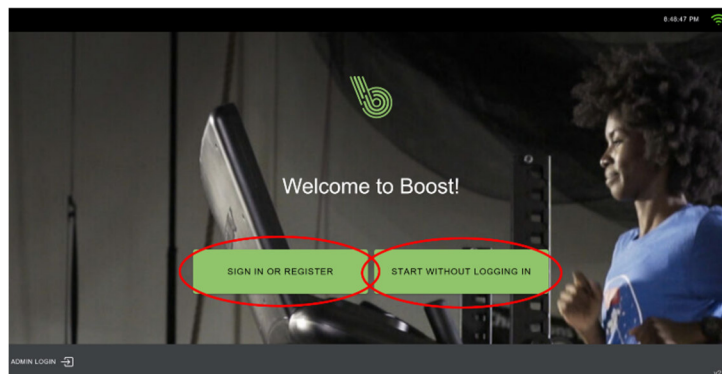 8:48:47 PM
Welcome to Boost!
SIGN IN OR REGISTER
START WITHOUT LOGGING IN
ADMIN LOGIN